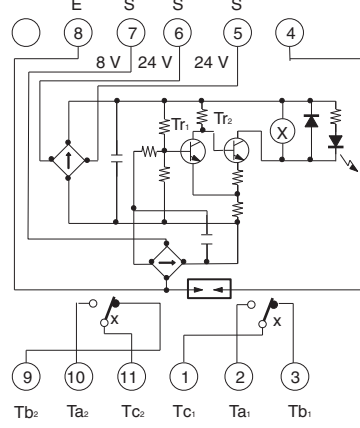 E S S S
8 7 6 5 4
8 V 24 V 24 V
Tr₁ Tr₂
X
X X
9 10 11 1 2 3
Tb₂ Ta₂ Tc₂ Tc₁ Ta₁ Tb₁